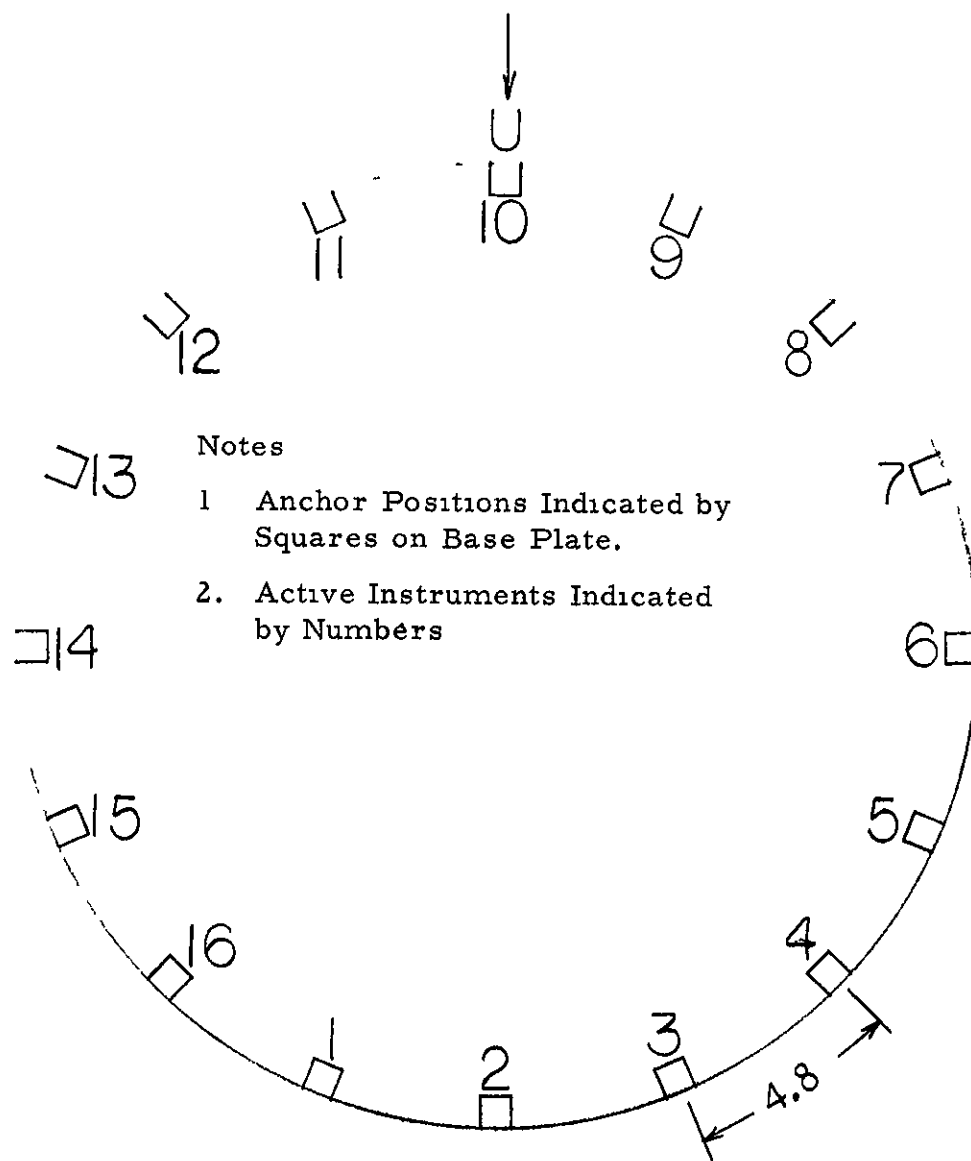 U
10
11
9
12
8
Notes
13
7
1 Anchor Positions Indicated by
Squares on Base Plate.
2. Active Instruments Indicated
by Numbers
14
6
15
5
16
4
1
2
3
4.8